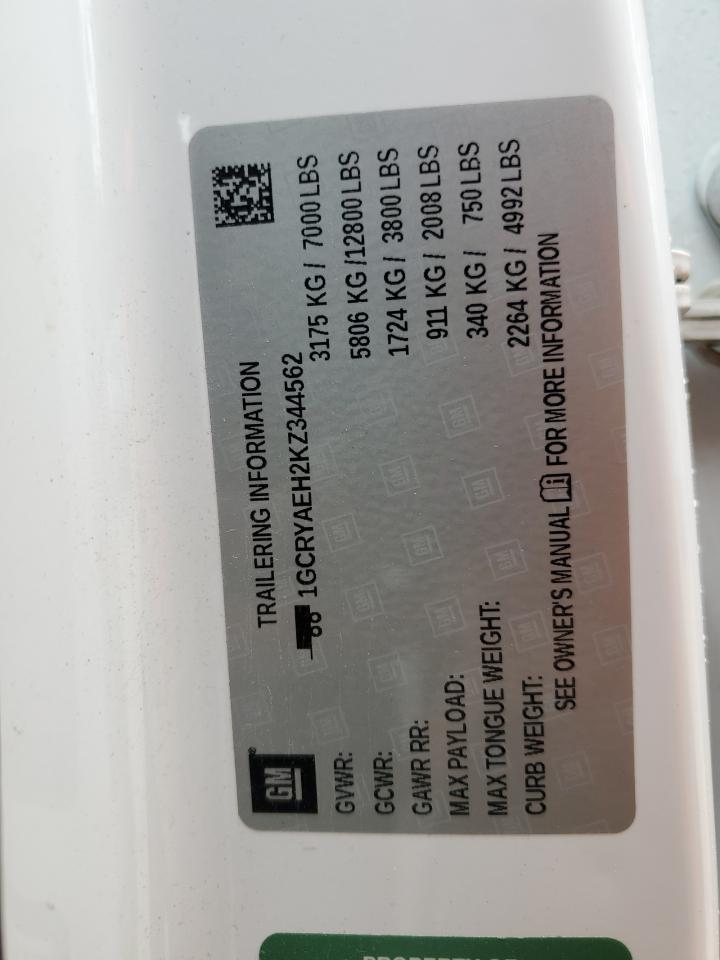 GM®
TRAILERING INFORMATION
1GCRYAEH2KZ344562
GVWR: 3175 KG / 7000 LBS
GCWR: 5806 KG /12800 LBS
GAWR RR: 1724 KG / 3800 LBS
MAX PAYLOAD: 911 KG / 2008 LBS
MAX TONGUE WEIGHT: 340 KG / 750 LBS
CURB WEIGHT: 2264 KG / 4992 LBS
SEE OWNER'S MANUAL FOR MORE INFORMATION
PROPERTY OF